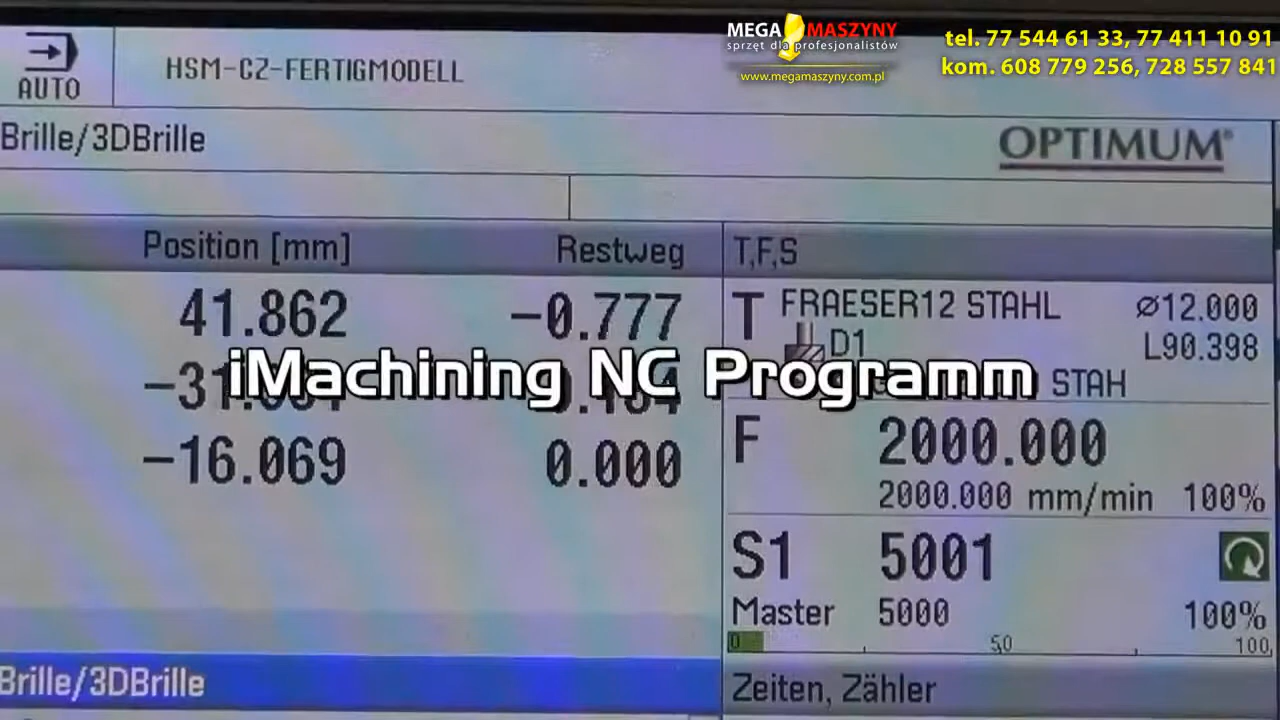 MEGA MASZYNY
sprzęt dla profesjonalistów
www.megamaszyny.com.pl
tel. 77 544 61 33, 77 411 10 91
kom. 608 779 256, 728 557 841
AUTO
HSM-C2-FERTIGMODELL
Brille/3DBrille
OPTIMUM®
Position [mm]
Restweg
T,F,S
41.862
-0.777
T
FRAESER12 STAHL
ø12.000
D1
L90.398
iMachining NC Programm
STAH
-16.069
0.000
F
2000.000
2000.000 mm/min 100%
S1
5001
Master
5000
100%
0
50
100
Brille/3DBrille
Zeiten, Zähler